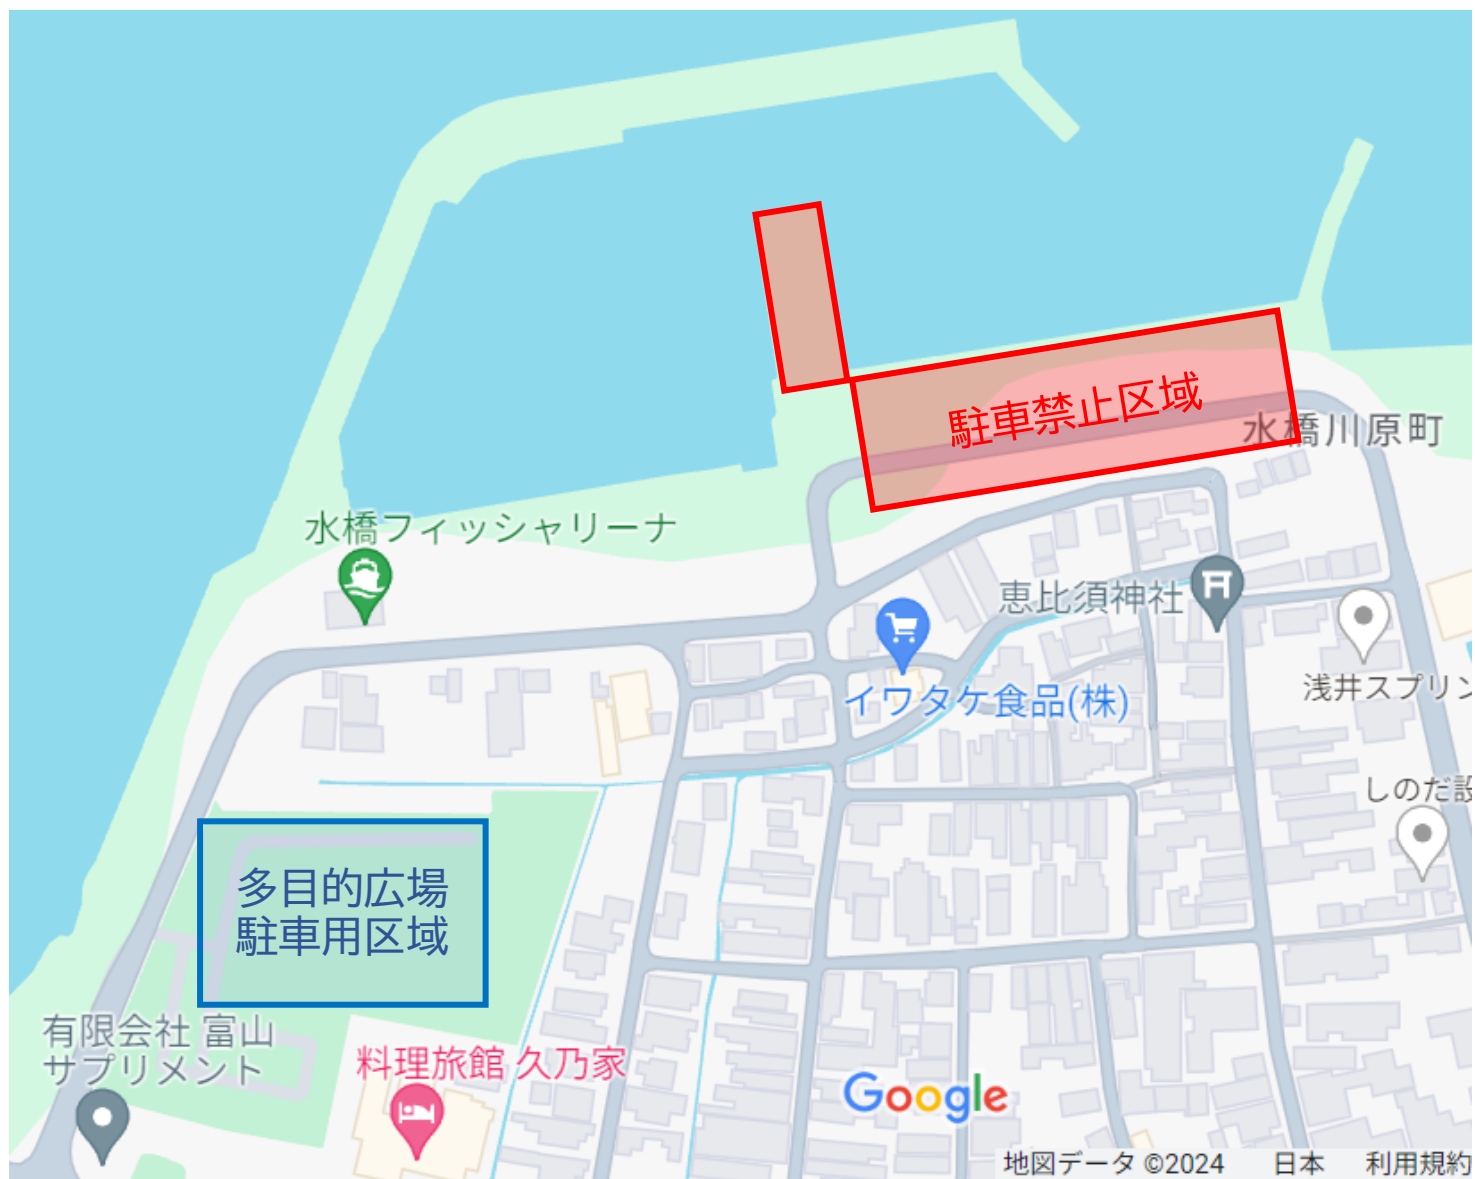 駐車禁止区域
水橋川原町
水橋フィッシャリーナ
恵比須神社
イワタケ食品(株)
浅井スプリン
しのだ設
多目的広場
駐車用区域
有限会社 富山
サプリメント
料理旅館 久乃家
Google
地図データ ©2024 日本 利用規約